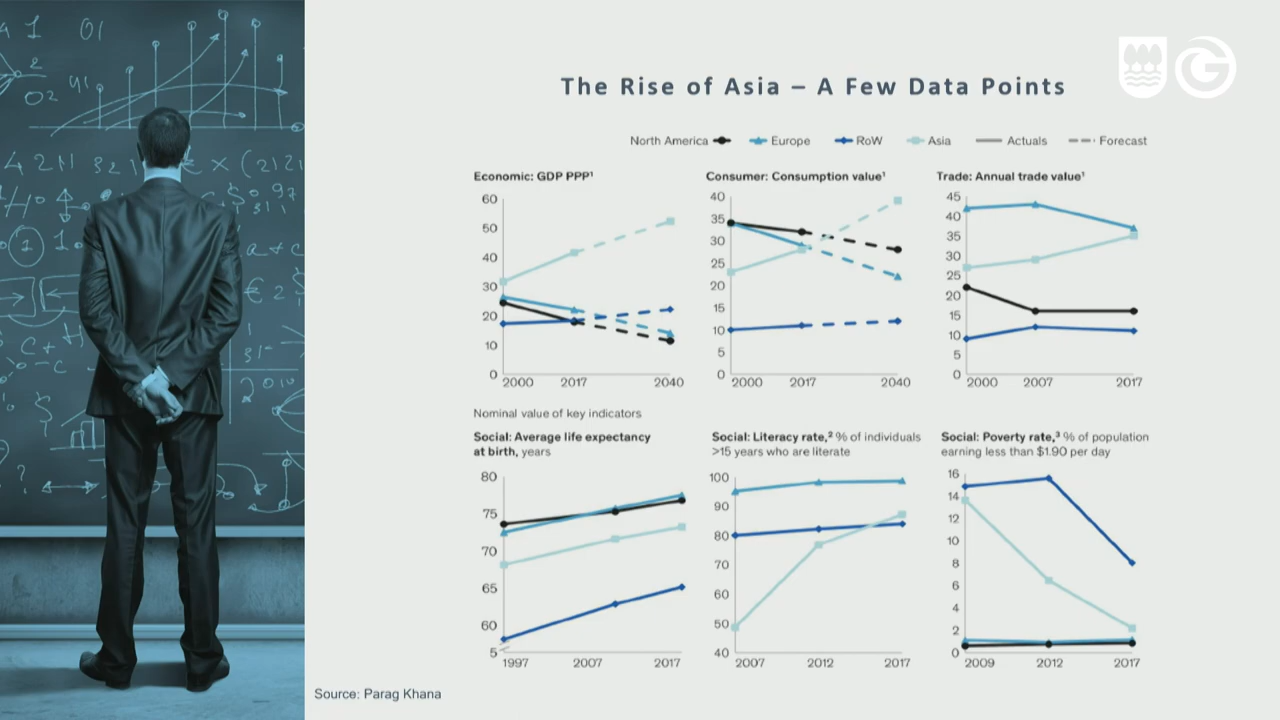 The Rise of Asia – A Few Data Points
North America Europe RoW Asia Actuals Forecast
Economic: GDP PPP¹
60
50
40
30
20
10
0
2000 2017 2040
Consumer: Consumption value¹
40
35
30
25
20
15
10
5
0
2000 2017 2040
Trade: Annual trade value¹
45
40
35
30
25
20
15
10
5
0
2000 2007 2017
Nominal value of key indicators
Social: Average life expectancy
at birth, years
80
75
70
65
60
5
1997 2007 2017
Social: Literacy rate,² % of individuals
>15 years who are literate
100
90
80
70
60
50
40
2007 2012 2017
Social: Poverty rate,³ % of population
earning less than $1.90 per day
16
14
12
10
8
6
4
2
0
2009 2012 2017
Source: Parag Khana